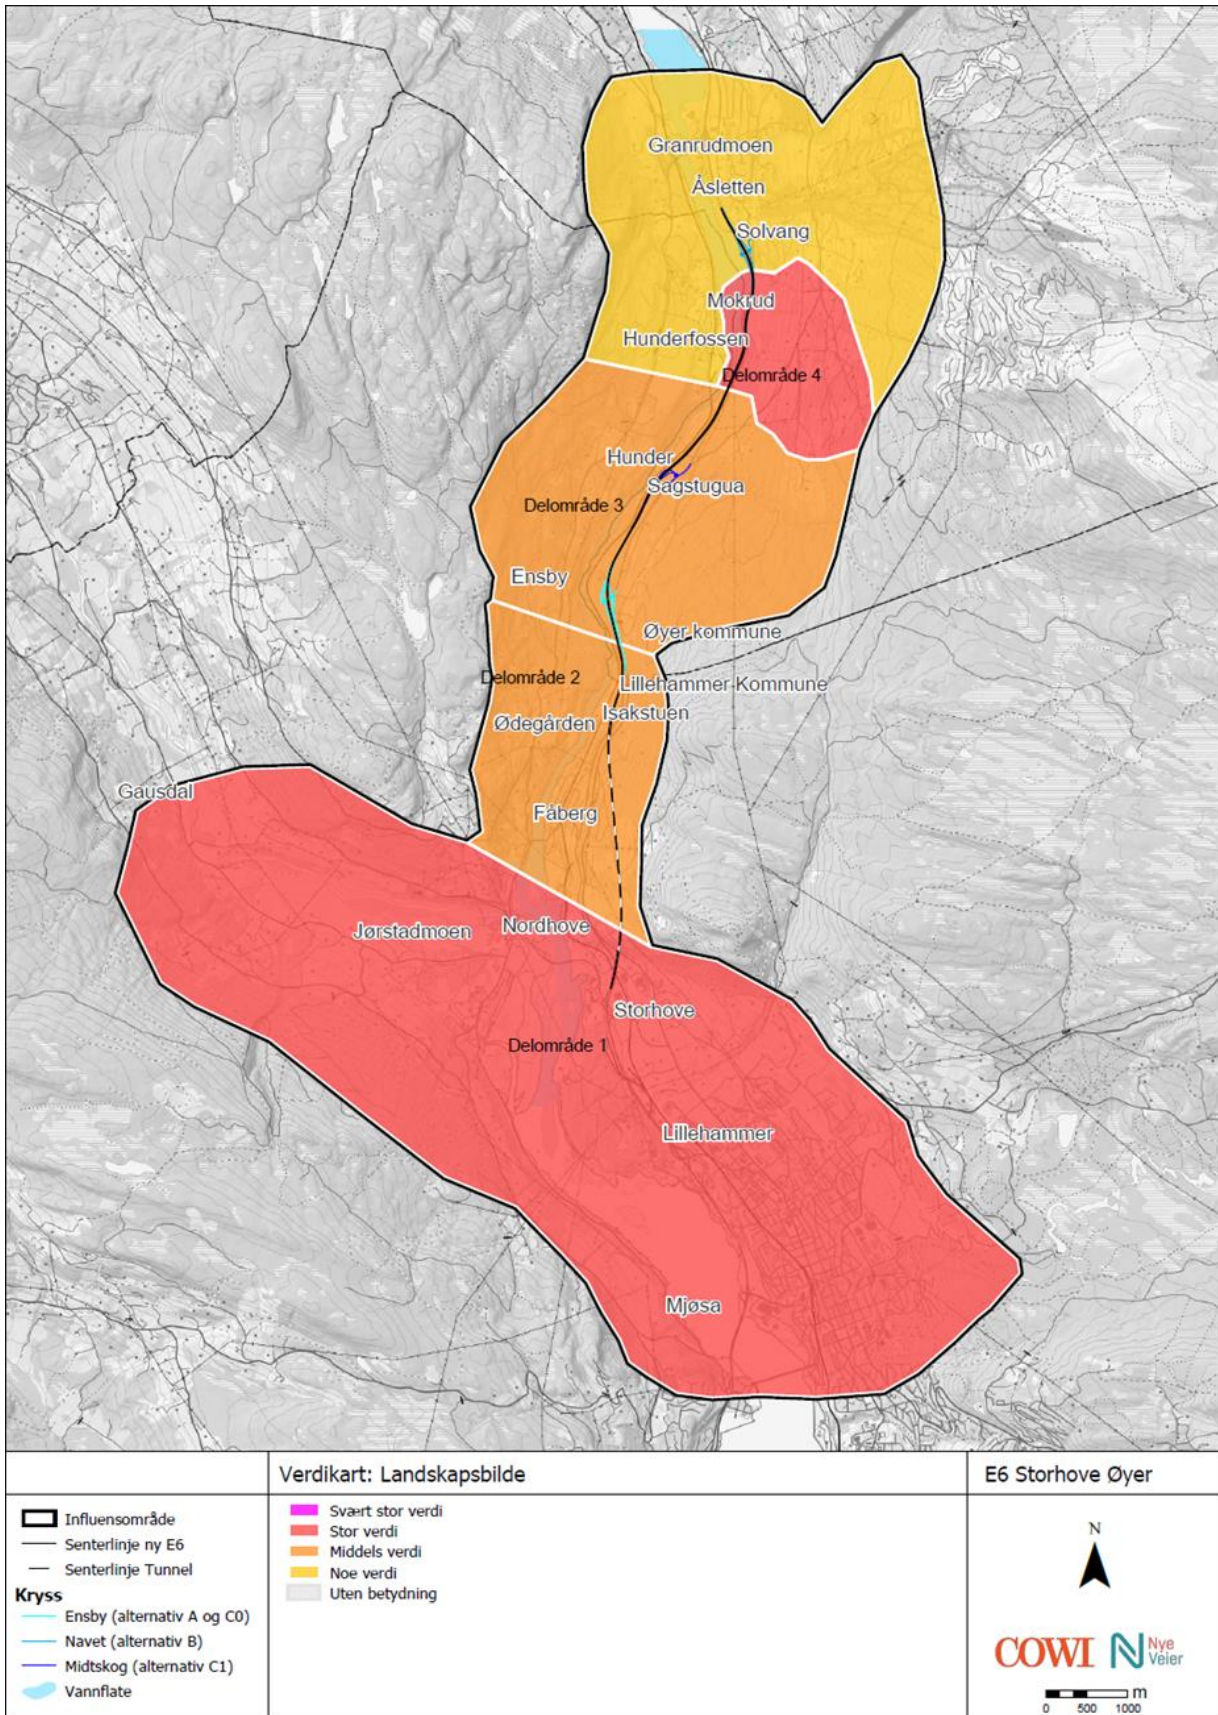 Granrudmoen
Åsletten
Solvang
Mokrud
Hunderfossen
Delområde 4
Hunder
Sagstugua
Delområde 3
Ensby
Øyer kommune
Delområde 2
Lillehammer Kommune
Isakstuen
Ødegården
Gausdal
Fåberg
Jørstadmoen
Nordhove
Storhove
Delområde 1
Lillehammer
Mjøsa
Verdikart: Landskapsbilde
E6 Storhove Øyer
Influensområde
Senterlinje ny E6
Senterlinje Tunnel
Kryss
Ensby (alternativ A og C0)
Navet (alternativ B)
Midtskog (alternativ C1)
Vannflate
Svært stor verdi
Stor verdi
Middels verdi
Noe verdi
Uten betydning
N
COWI
Nye
Veier
m
0 500 1000